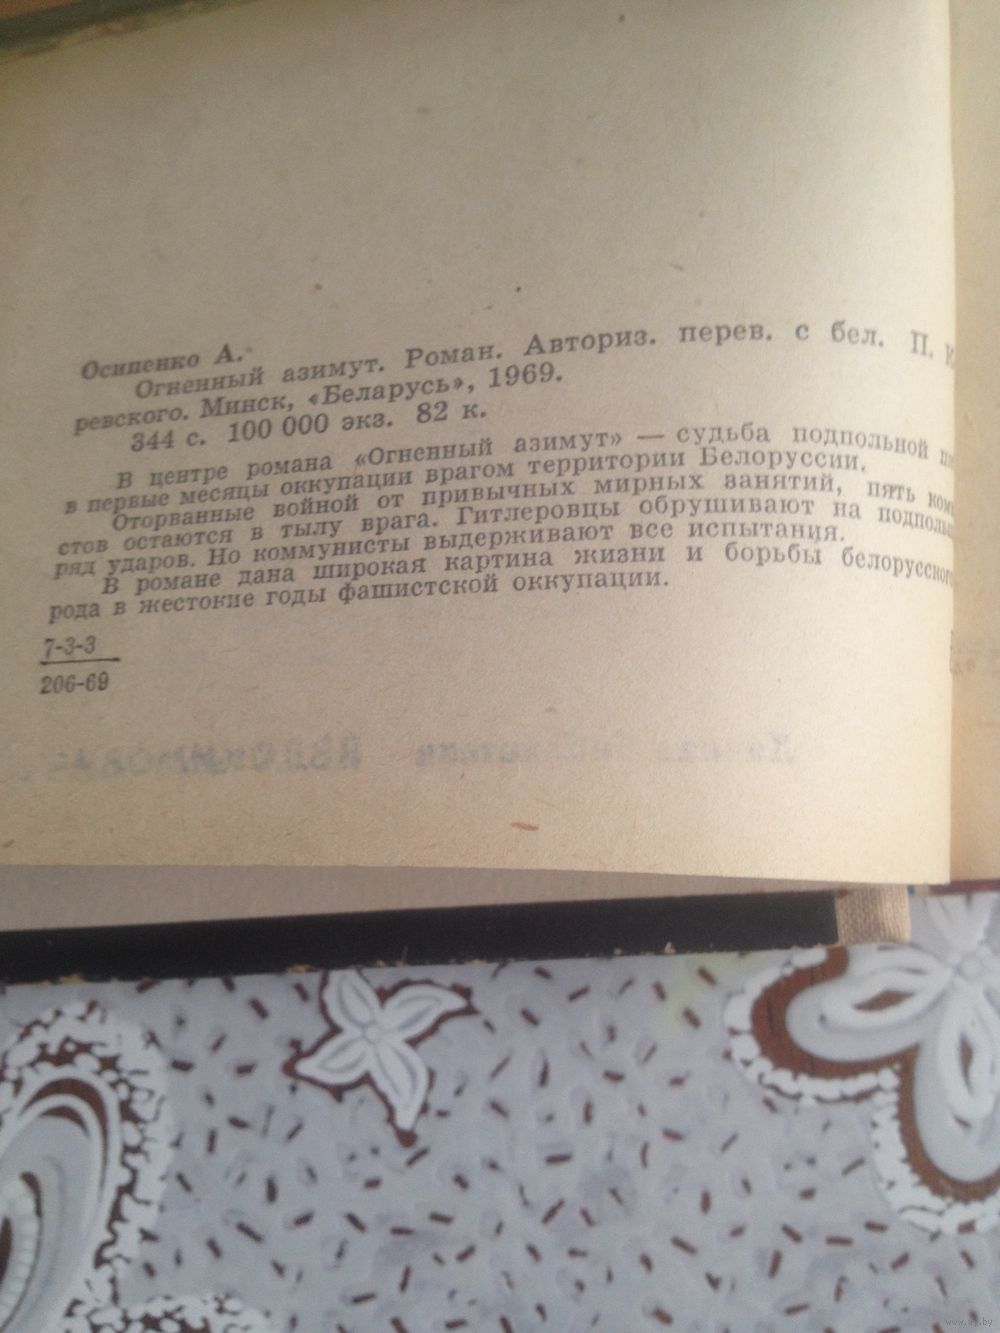 Осипенко А.
Огненный азимут. Роман. Авториз. перев. с бел. П.
ревского. Минск, «Беларусь», 1969.
344 с. 100 000 экз. 82 к.
В центре романа «Огненный азимут» — судьба подпольной
в первые месяцы оккупации врагом территории Белоруссии.
Оторванные войной от привычных мирных занятий, пять ком
стов остаются в тылу врага. Гитлеровцы обрушивают на подполь
ряд ударов. Но коммунисты выдерживают все испытания.
В романе дана широкая картина жизни и борьбы белорусского
рода в жестокие годы фашистской оккупации.
7-3-3
206-69